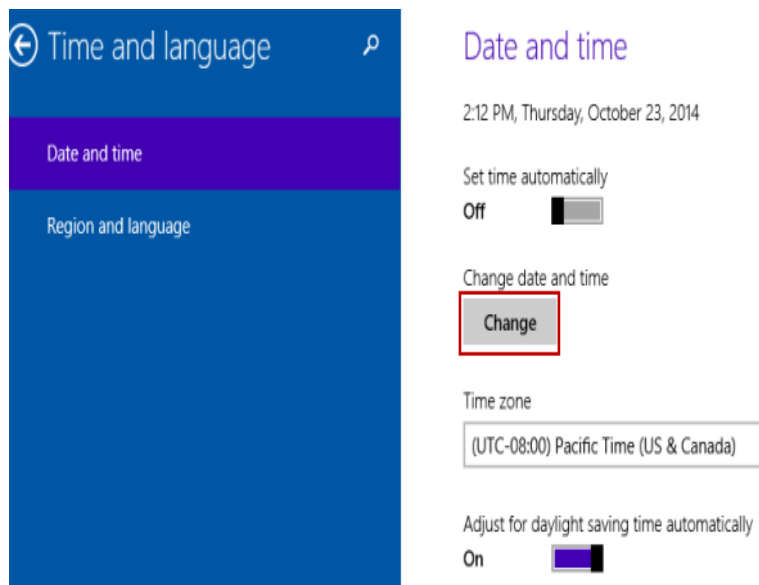 Time and language
Date and time
Region and language
Date and time
2:12 PM, Thursday, October 23, 2014
Set time automatically
Off
Change date and time
Change
Time zone
(UTC-08:00) Pacific Time (US & Canada)
Adjust for daylight saving time automatically
On